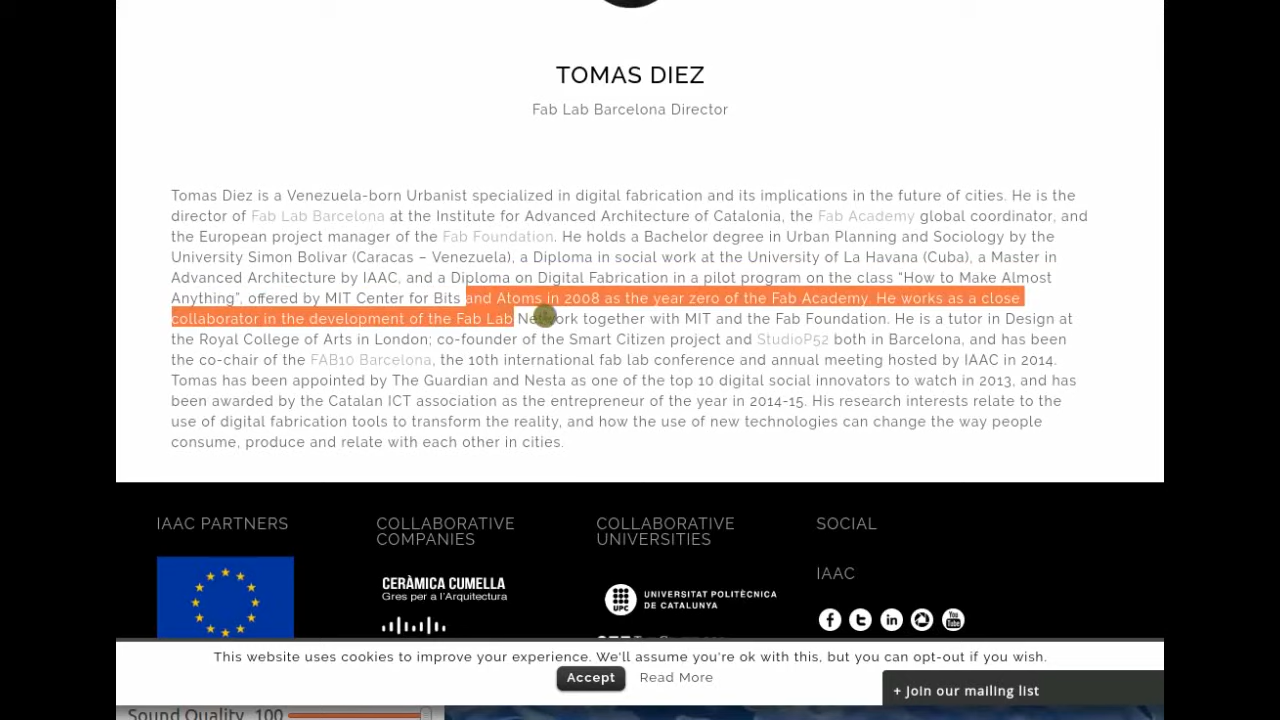 TOMAS DIEZ
Fab Lab Barcelona Director
Tomas Diez is a Venezuela-born Urbanist specialized in digital fabrication and its implications in the future of cities. He is the
director of Fab Lab Barcelona at the Institute for Advanced Architecture of Catalonia, the Fab Academy global coordinator, and
the European project manager of the Fab Foundation. He holds a Bachelor degree in Urban Planning and Sociology by the
University Simon Bolivar (Caracas – Venezuela), a Diploma in social work at the University of La Havana (Cuba), a Master in
Advanced Architecture by IAAC, and a Diploma on Digital Fabrication in a pilot program on the class “How to Make Almost
Anything”, offered by MIT Center for Bits and Atoms in 2008 as the year zero of the Fab Academy. He works as a close
collaborator in the development of the Fab Lab Network together with MIT and the Fab Foundation. He is a tutor in Design at
the Royal College of Arts in London; co-founder of the Smart Citizen project and StudioP52 both in Barcelona, and has been
the co-chair of the FAB10 Barcelona, the 10th international fab lab conference and annual meeting hosted by IAAC in 2014.
Tomas has been appointed by The Guardian and Nesta as one of the top 10 digital social innovators to watch in 2013, and has
been awarded by the Catalan ICT association as the entrepreneur of the year in 2014-15. His research interests relate to the
use of digital fabrication tools to transform the reality, and how the use of new technologies can change the way people
consume, produce and relate with each other in cities.
IAAC PARTNERS
COLLABORATIVE
COMPANIES
CERÀMICA CUMELLA
Gres per a l'Arquitectura
COLLABORATIVE
UNIVERSITIES
UPC
UNIVERSITAT POLITÈCNICA
DE CATALUNYA
SOCIAL
IAAC
You
Tube
This website uses cookies to improve your experience. We'll assume you're ok with this, but you can opt-out if you wish.
Accept Read More
+ Join our mailing list
Sound Quality 100